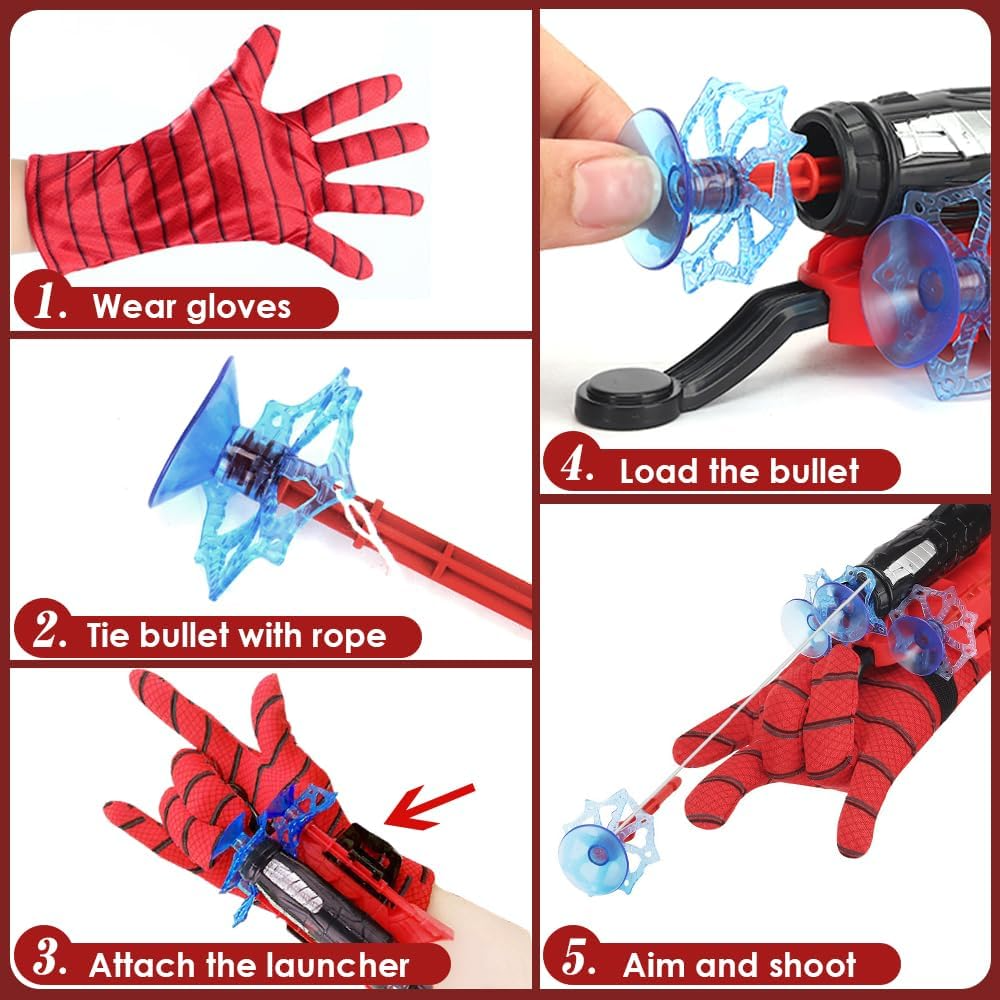 1. Wear gloves
2. Tie bullet with rope
3. Attach the launcher
4. Load the bullet
5. Aim and shoot